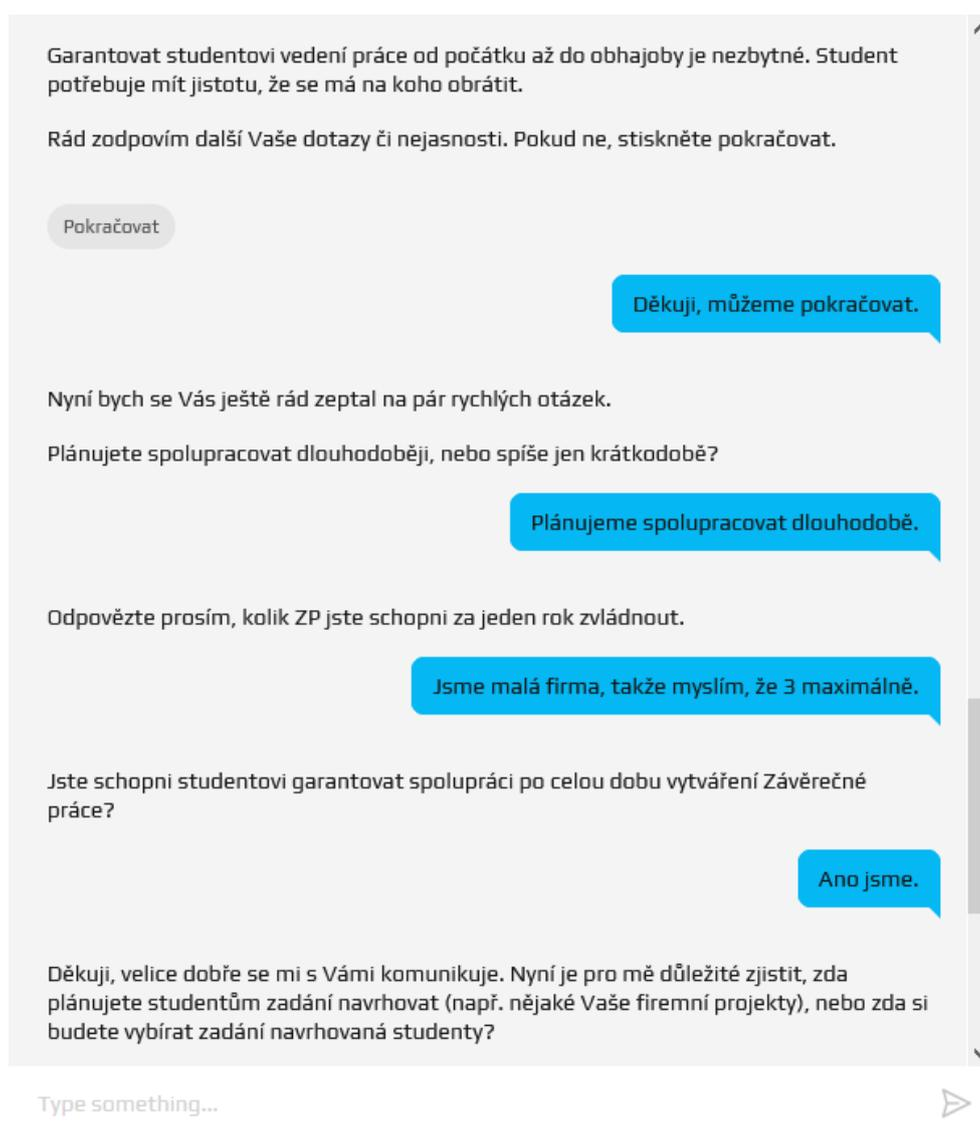 Garantovat studentovi vedení práce od počátku až do obhajoby je nezbytné. Student
potřebuje mít jistotu, že se má na koho obrátit.
Rád zodpovím další Vaše dotazy či nejasnosti. Pokud ne, stiskněte pokračovat.
Pokračovat
Děkuji, můžeme pokračovat.
Nyní bych se Vás ještě rád zeptal na pár rychlých otázek.
Plánujete spolupracovat dlouhodoběji, nebo spíše jen krátkodobě?
Plánujeme spolupracovat dlouhodobě.
Odpovězte prosím, kolik ZP jste schopni za jeden rok zvládnout.
Jsme malá firma, takže myslím, že 3 maximálně.
Jste schopni studentovi garantovat spolupráci po celou dobu vytváření Závěrečné
práce?
Ano jsme.
Děkuji, velice dobře se mi s Vámi komunikuje. Nyní je pro mě důležité zjistit, zda
plánujete studentům zadání navrhovat (např. nějaké Vaše firemní projekty), nebo zda si
budete vybírat zadání navrhovaná studenty?
Type something...